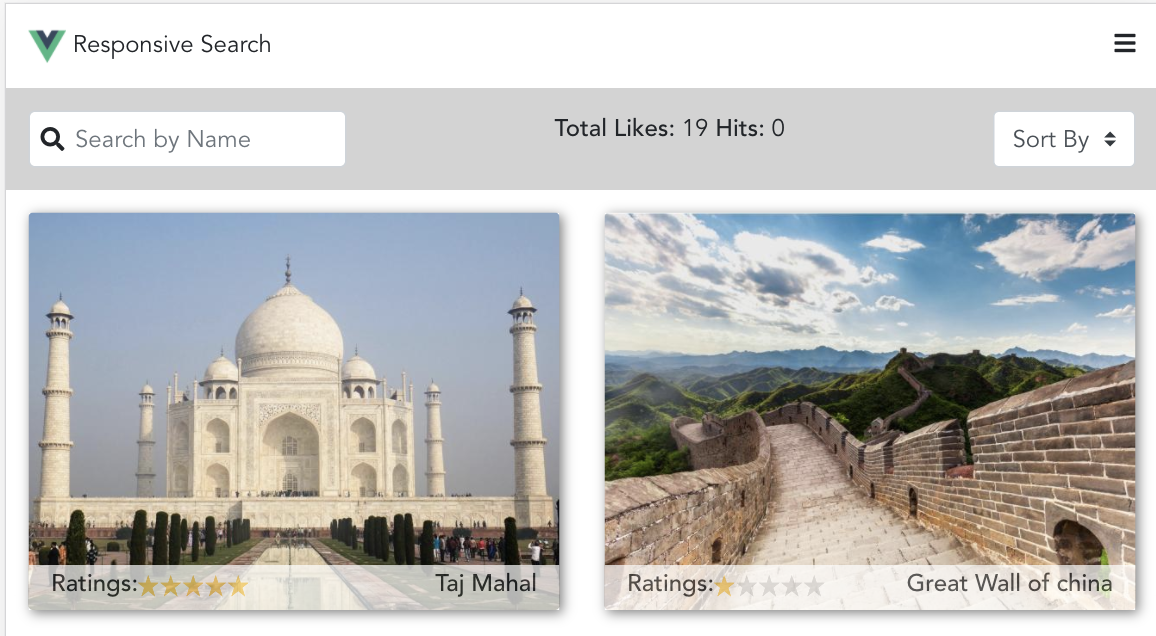 Responsive Search
Search by Name
Total Likes: 19 Hits: 0
Sort By
Ratings:
Taj Mahal
Ratings:
Great Wall of china